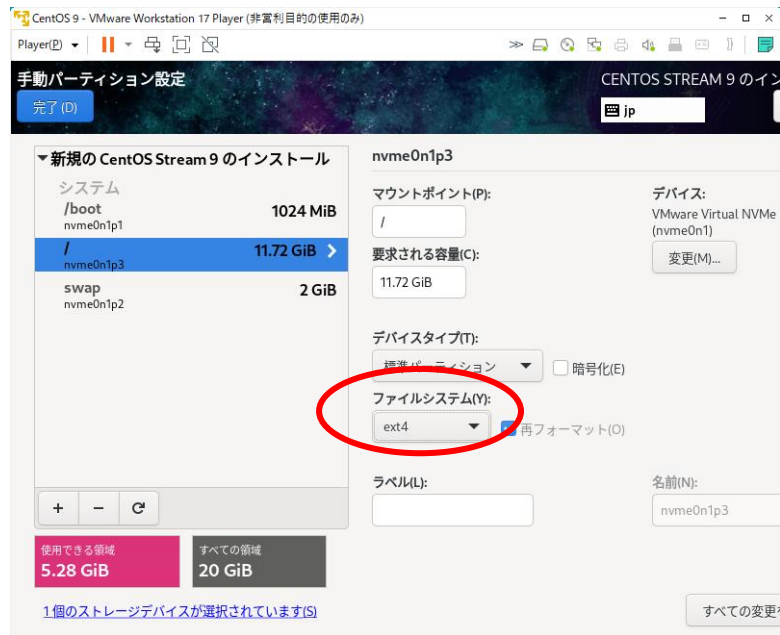 CentOS 9 - VMware Workstation 17 Player (非営利目的の使用のみ)
Player(P)
手動パーティション設定
CENTOS STREAM 9 のイン
完了(D)
jp
新規の CentOS Stream 9 のインストール
システム
/boot
1024 MiB
nvme0n1p1
/
11.72 GiB
nvme0n1p3
swap
2 GiB
nvme0n1p2
使用できる領域
5.28 GiB
すべての領域
20 GiB
1個のストレージデバイスが選択されています(S)
nvme0n1p3
マウントポイント(P):
/
要求される容量(C):
11.72 GiB
デバイス:
VMware Virtual NVMe
(nvme0n1)
変更(M)...
デバイスタイプ(T):
標準パーティション
暗号化(E)
ファイルシステム(Y):
ext4
再フォーマット(O)
ラベル(L):
名前(N):
nvme0n1p3
すべての変更